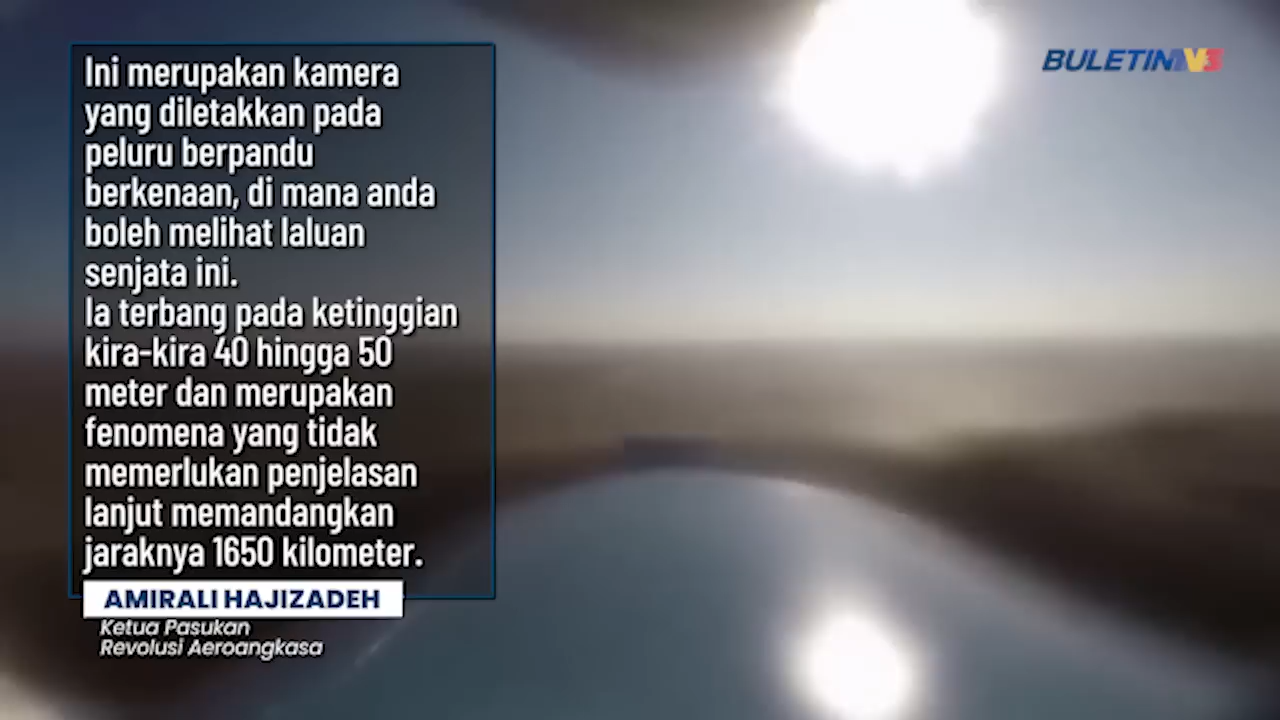 Ini merupakan kamera
yang diletakkan pada
peluru berpandu
berkenaan, di mana anda
boleh melihat laluan
senjata ini.
Ia terbang pada ketinggian
kira-kira 40 hingga 50
meter dan merupakan
fenomena yang tidak
memerlukan penjelasan
lanjut memandangkan
jaraknya 1650 kilometer.
AMIRALI HAJIZADEH
Ketua Pasukan
Revolusi Aeroangkasa
BULETIN TV3